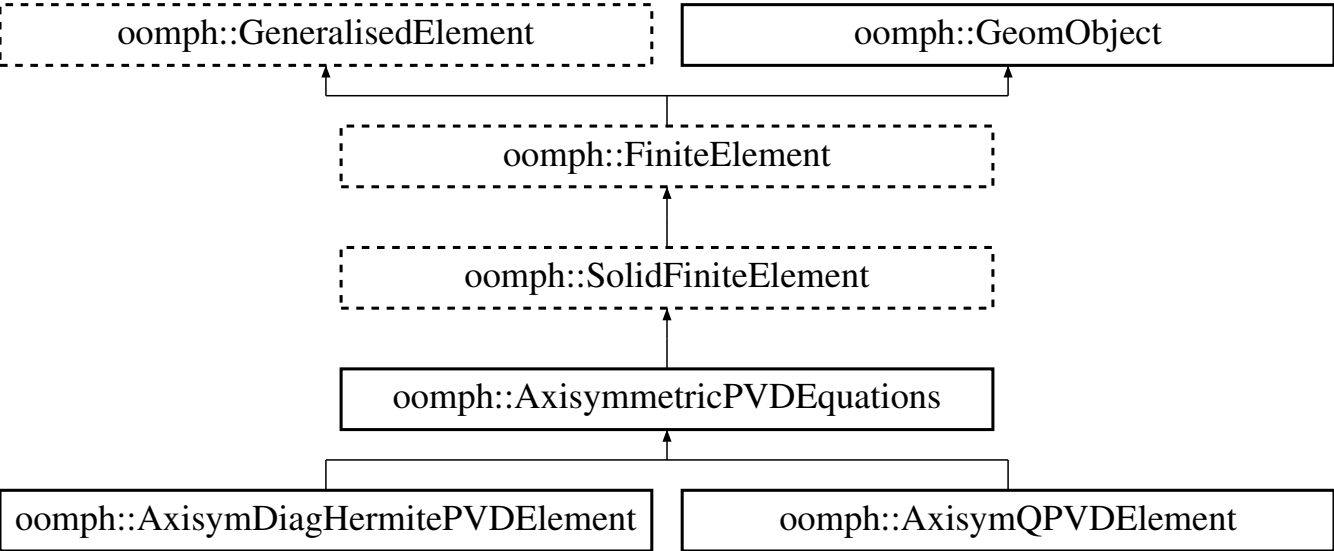 oomph::GeneralisedElement
oomph::GeomObject
oomph::FiniteElement
oomph::SolidFiniteElement
oomph::AxisymmetricPVDEquations
oomph::AxisymDiagHermitePVDElement
oomph::AxisymQPVDElement